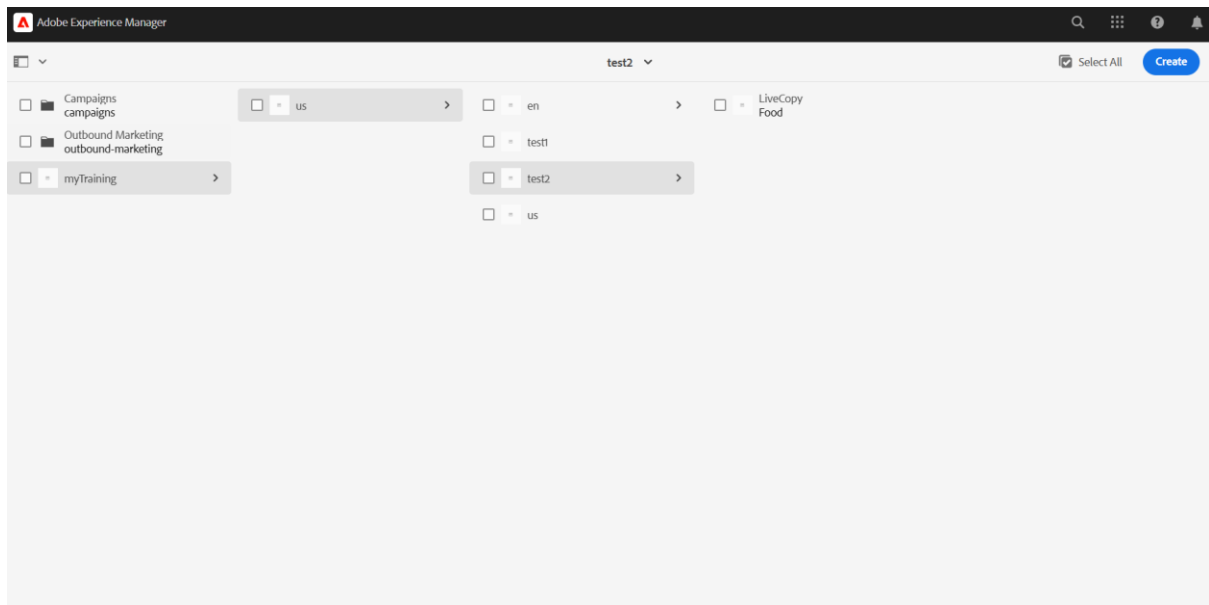 Adobe Experience Manager
test2
Select All
Create
Campaigns
campaigns
Outbound Marketing
outbound-marketing
myTraining
us
en
test1
test2
us
LiveCopy
Food